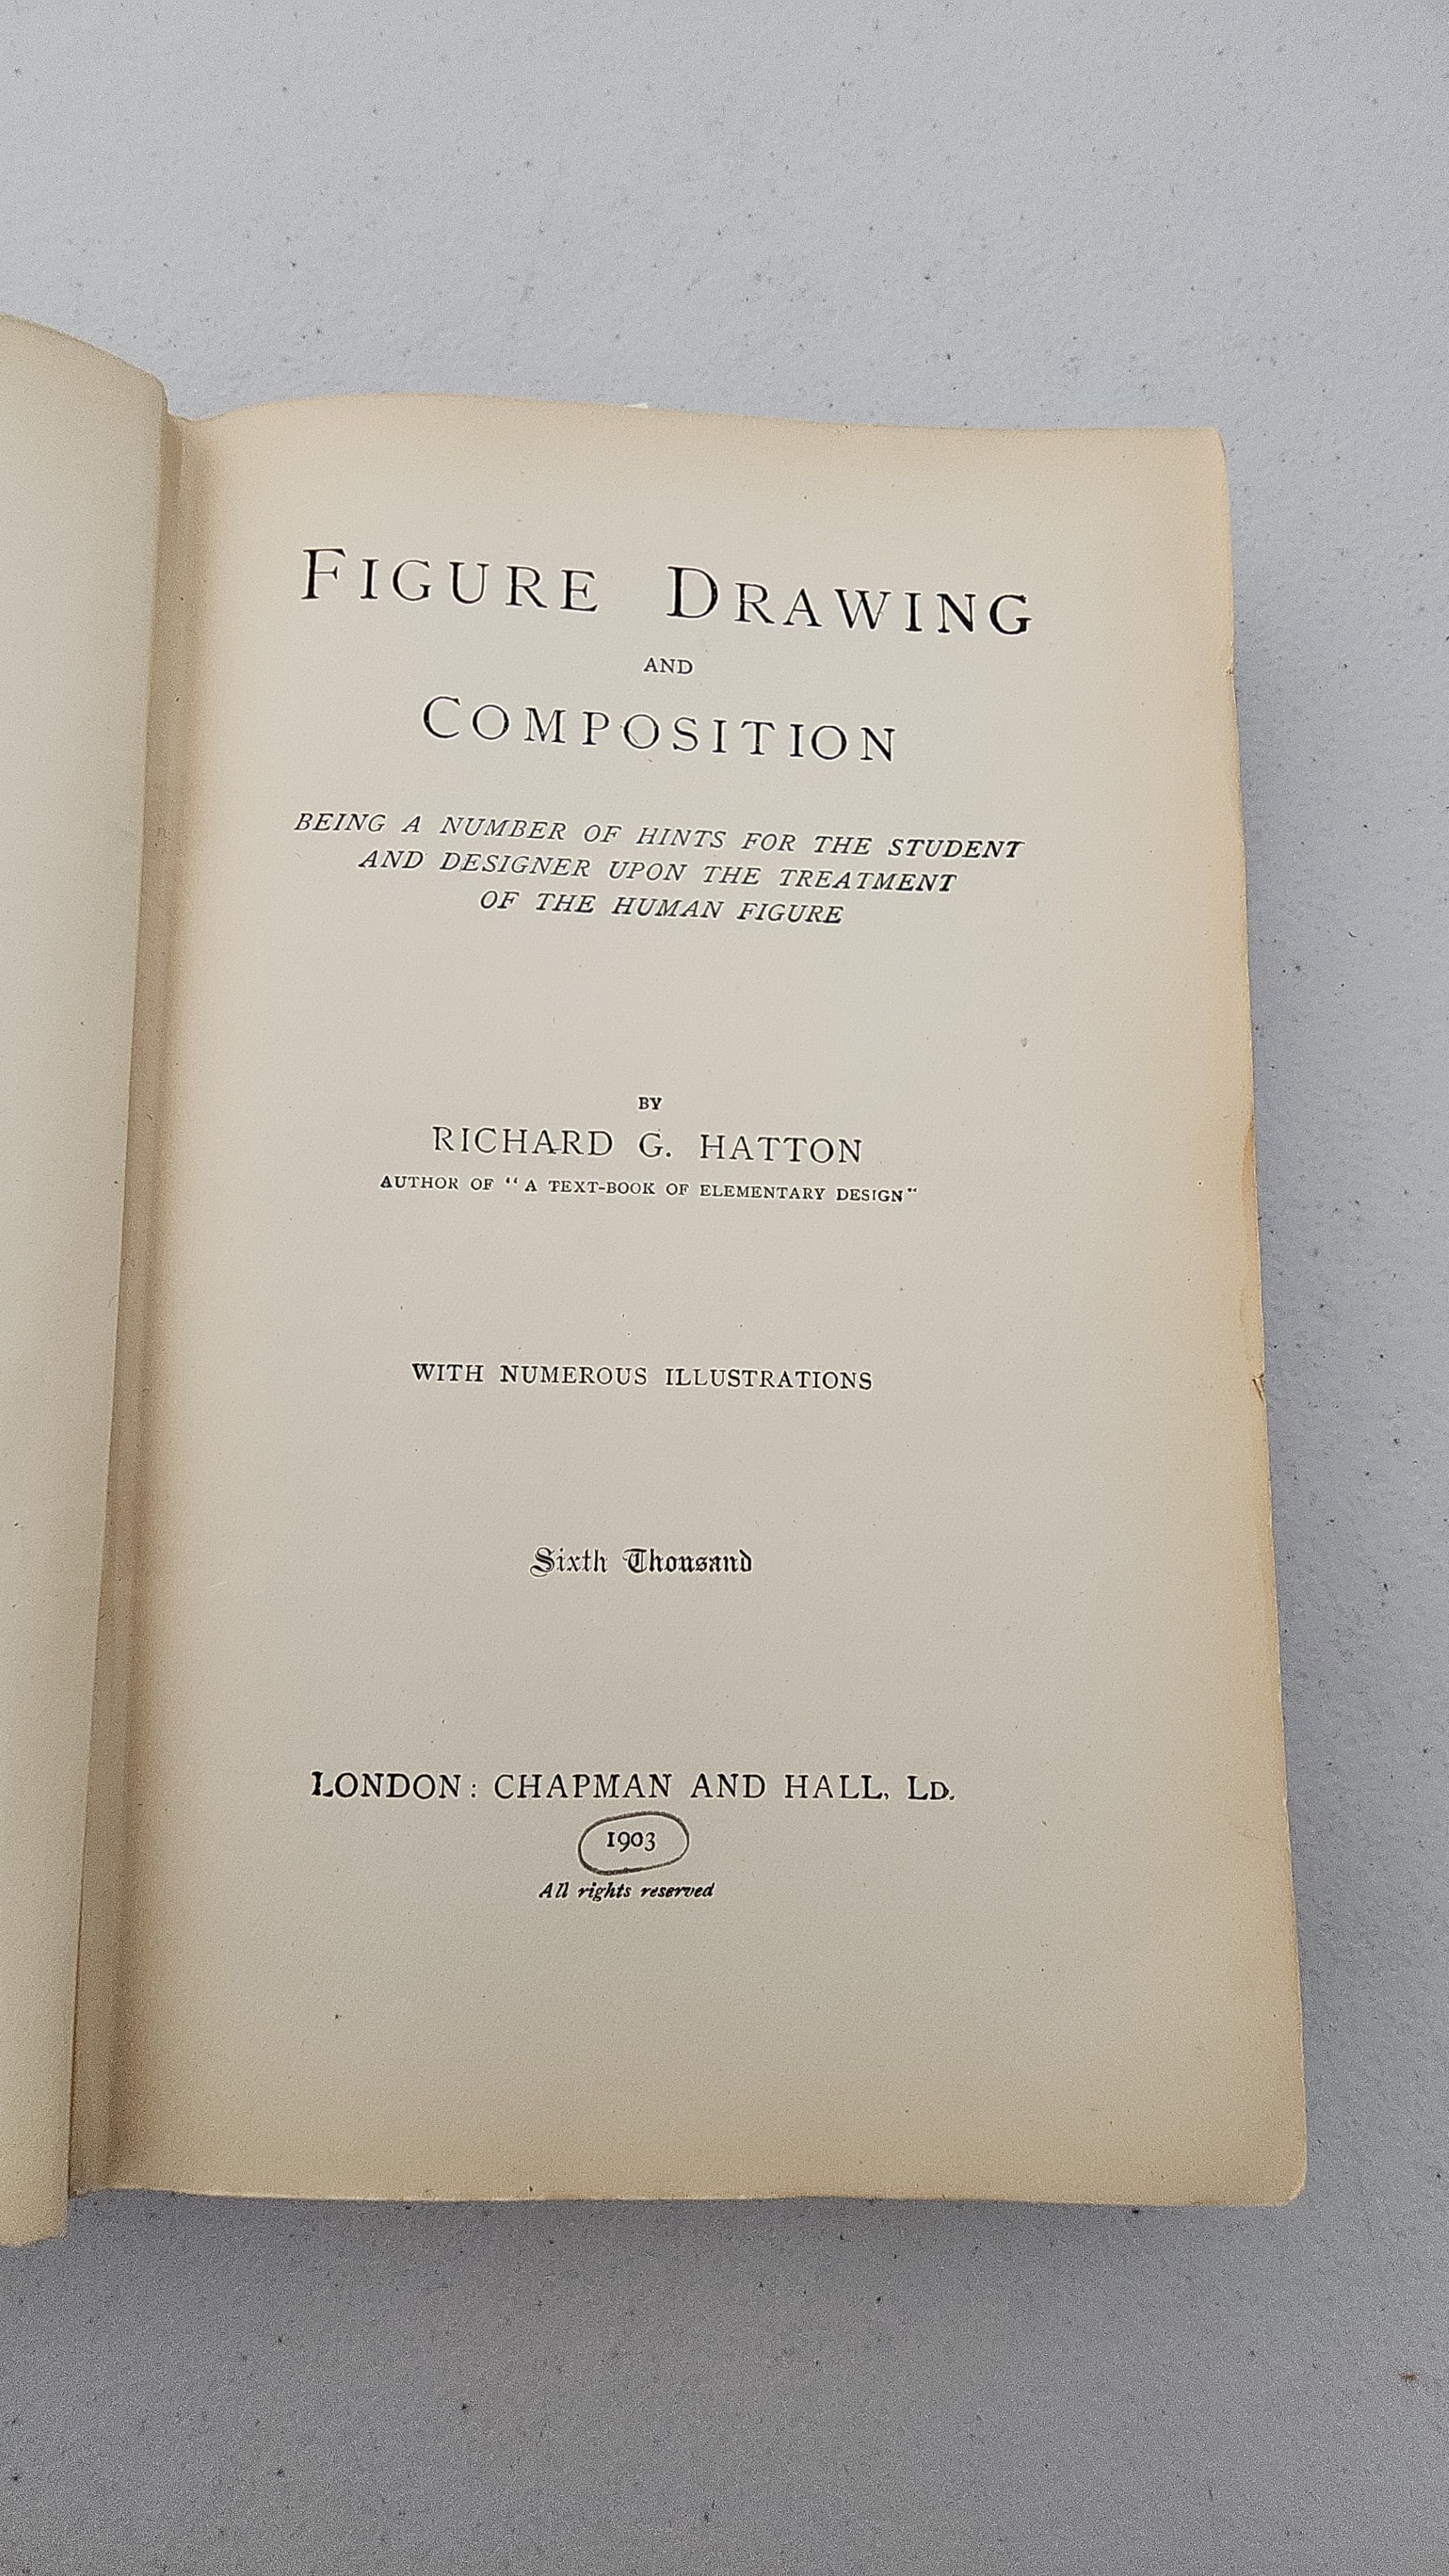 FIGURE DRAWING
AND
COMPOSITION
BEING A NUMBER OF HINTS FOR THE STUDENT
AND DESIGNER UPON THE TREATMENT
OF THE HUMAN FIGURE
BY
RICHARD G. HATTON
AUTHOR OF "A TEXT-BOOK OF ELEMENTARY DESIGN"
WITH NUMEROUS ILLUSTRATIONS
Sixth Thousand
LONDON: CHAPMAN AND HALL, LD.
1903
All rights reserved